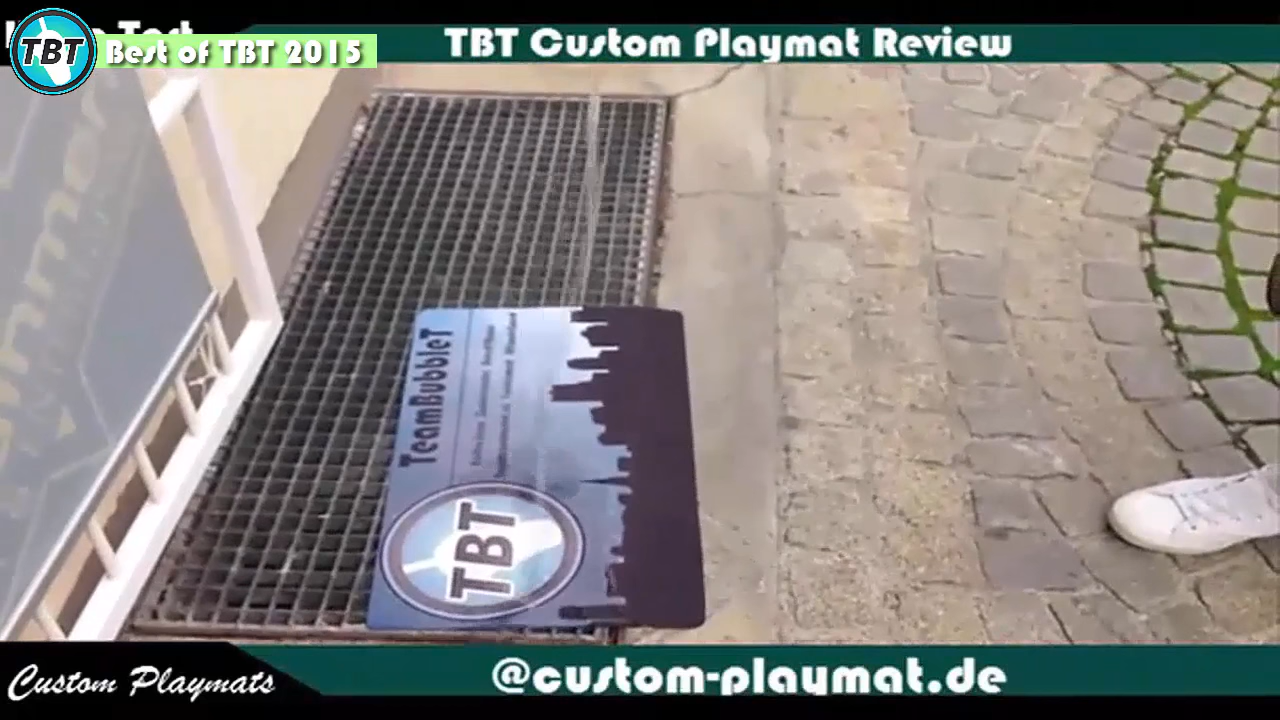 TBT
Best of TBT 2015
TBT Custom Playmat Review
TeamBubbleT
TBT
Custom Playmats
@custom-playmat.de